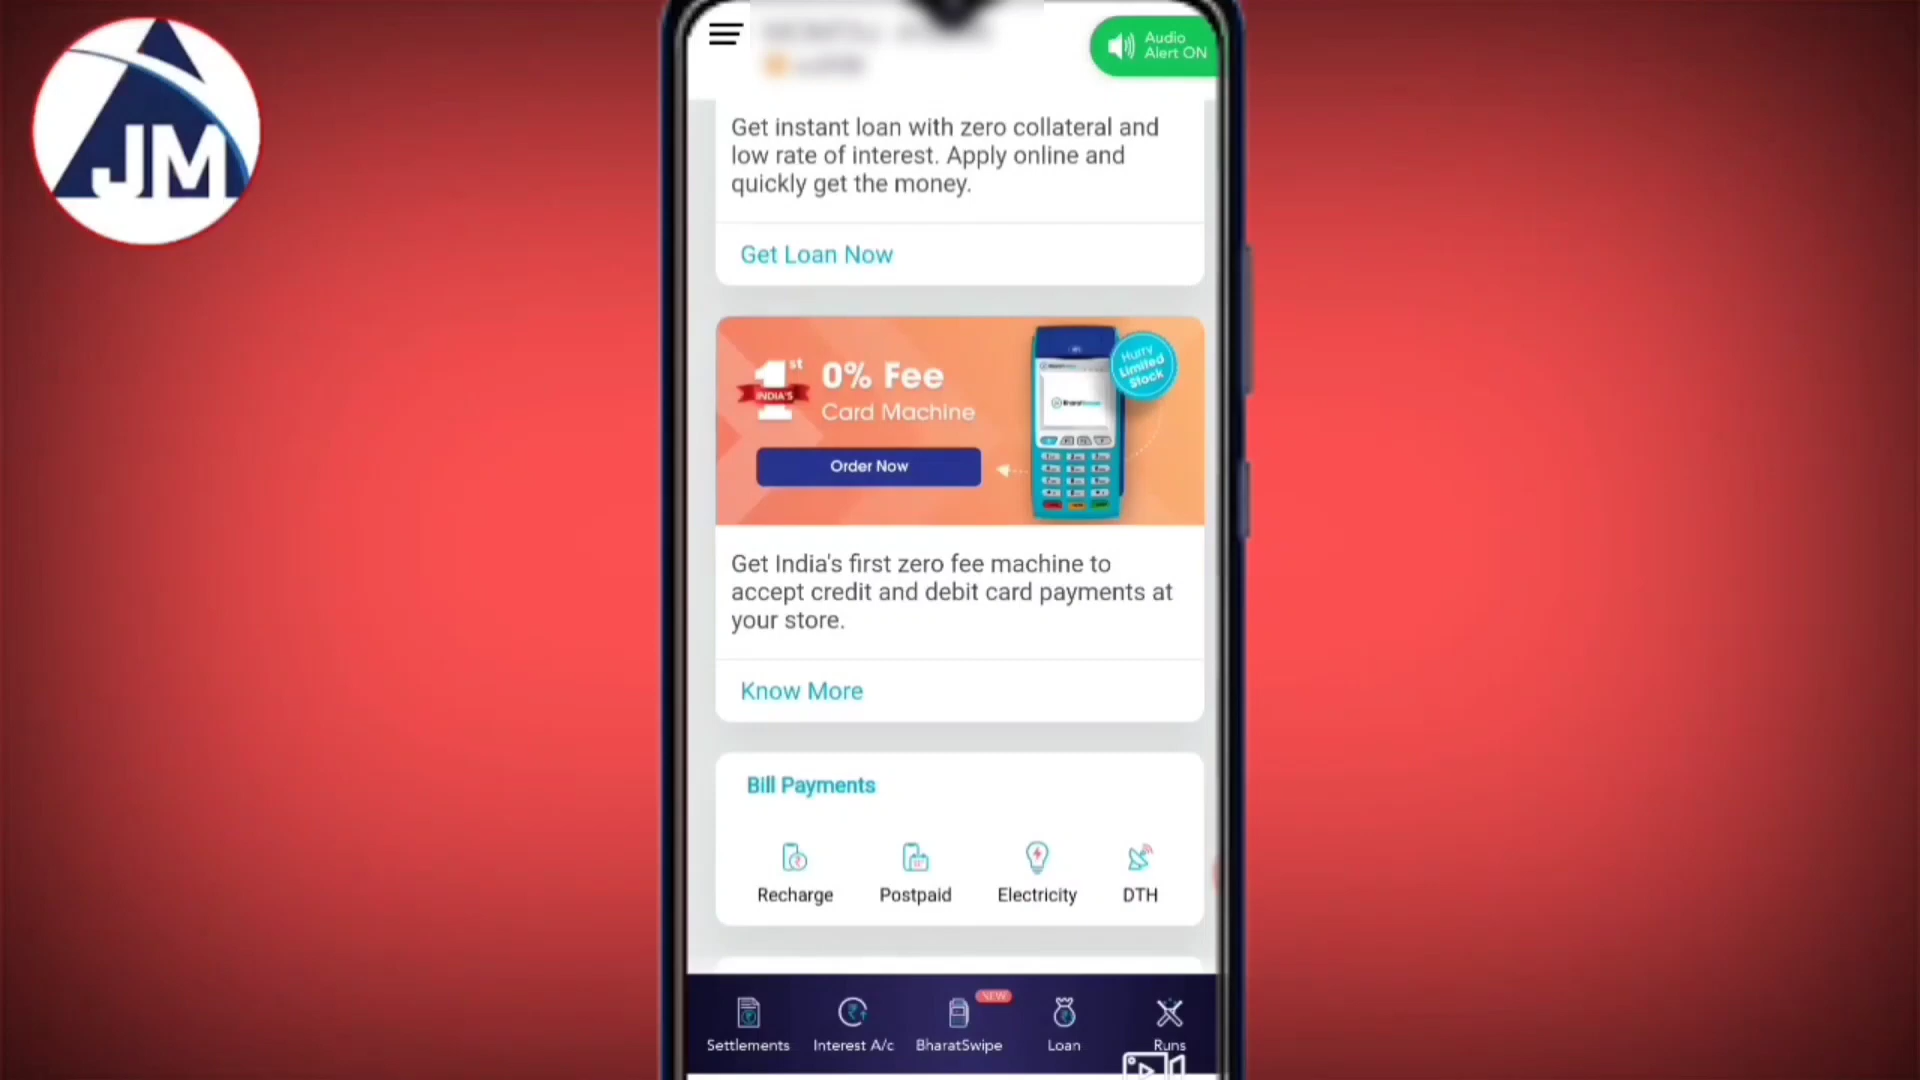 JM
Audio
Alert ON
Get instant loan with zero collateral and
low rate of interest. Apply online and
quickly get the money.
Get Loan Now
1st
INDIA'S
0% Fee
Card Machine
Order Now
Hurry
Limited
Stock
Get India's first zero fee machine to
accept credit and debit card payments at
your store.
Know More
Bill Payments
Recharge
Postpaid
Electricity
DTH
NEW
Settlements
Interest A/c
BharatSwipe
Loan
Runs